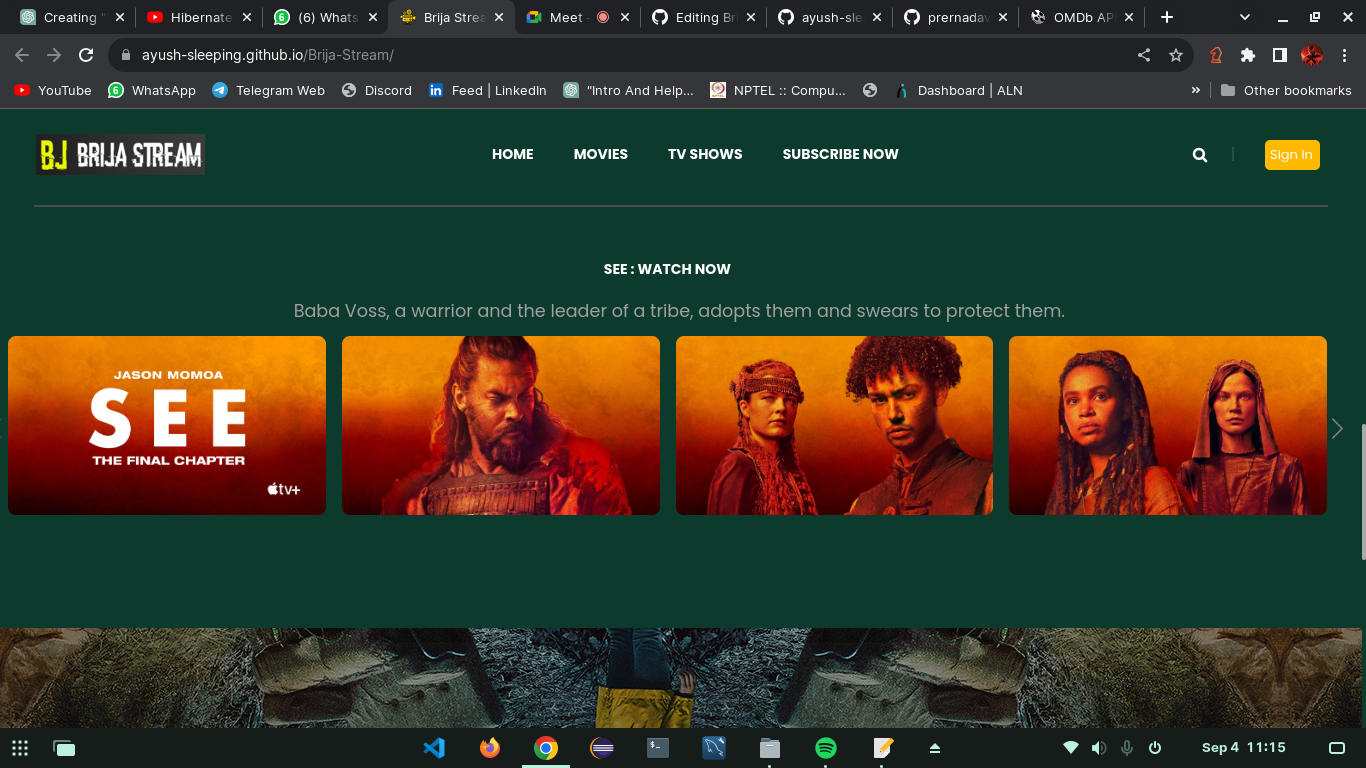 Creating "
Hibernate
(6) Whats
Brija Strea
Meet -
Editing Br
ayush-sle
prernadav
OMDb AP
ayush-sleeping.github.io/Brija-Stream/
YouTube
WhatsApp
Telegram Web
Discord
Feed | LinkedIn
"Intro And Help...
NPTEL :: Compu...
Dashboard | ALN
»
Other bookmarks
BJ BRIJA STREAM
HOME
MOVIES
TV SHOWS
SUBSCRIBE NOW
Sign In
SEE : WATCH NOW
Baba Voss, a warrior and the leader of a tribe, adopts them and swears to protect them.
JASON MOMOA
SEE
THE FINAL CHAPTER
tv+
Sep 4 11:15